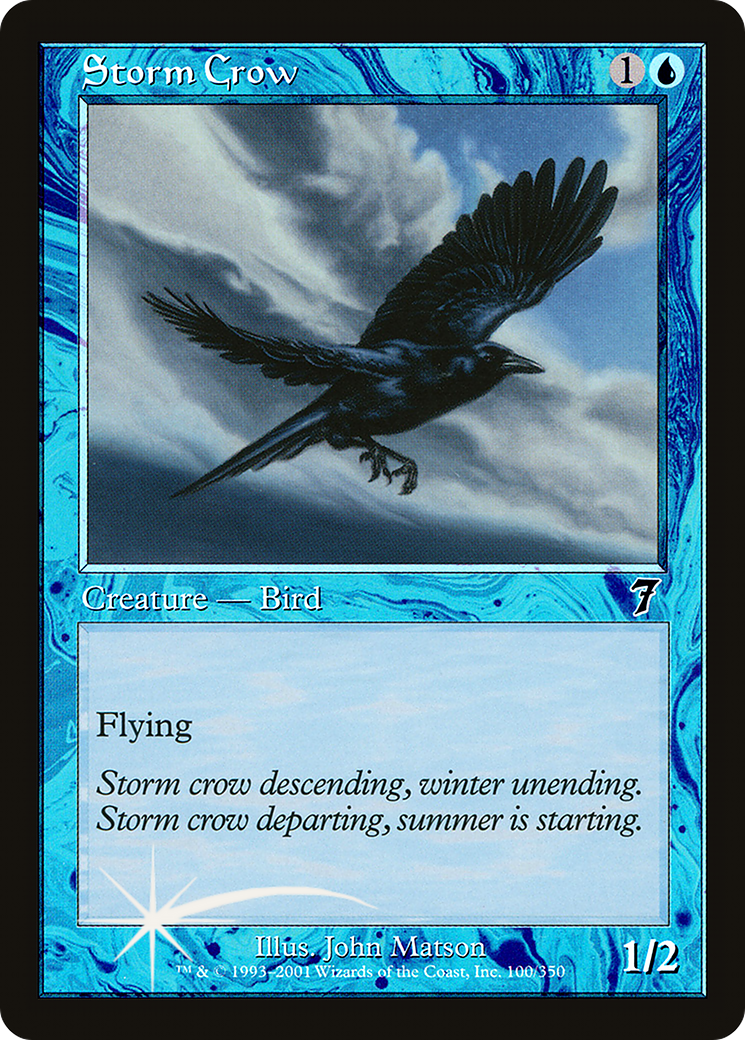 Storm Crow
1
Creature — Bird
7
Flying
Storm crow descending, winter unending.
Storm crow departing, summer is starting.
Illus. John Matson
™ & © 1993–2001 Wizards of the Coast, Inc. 100/350
1/2